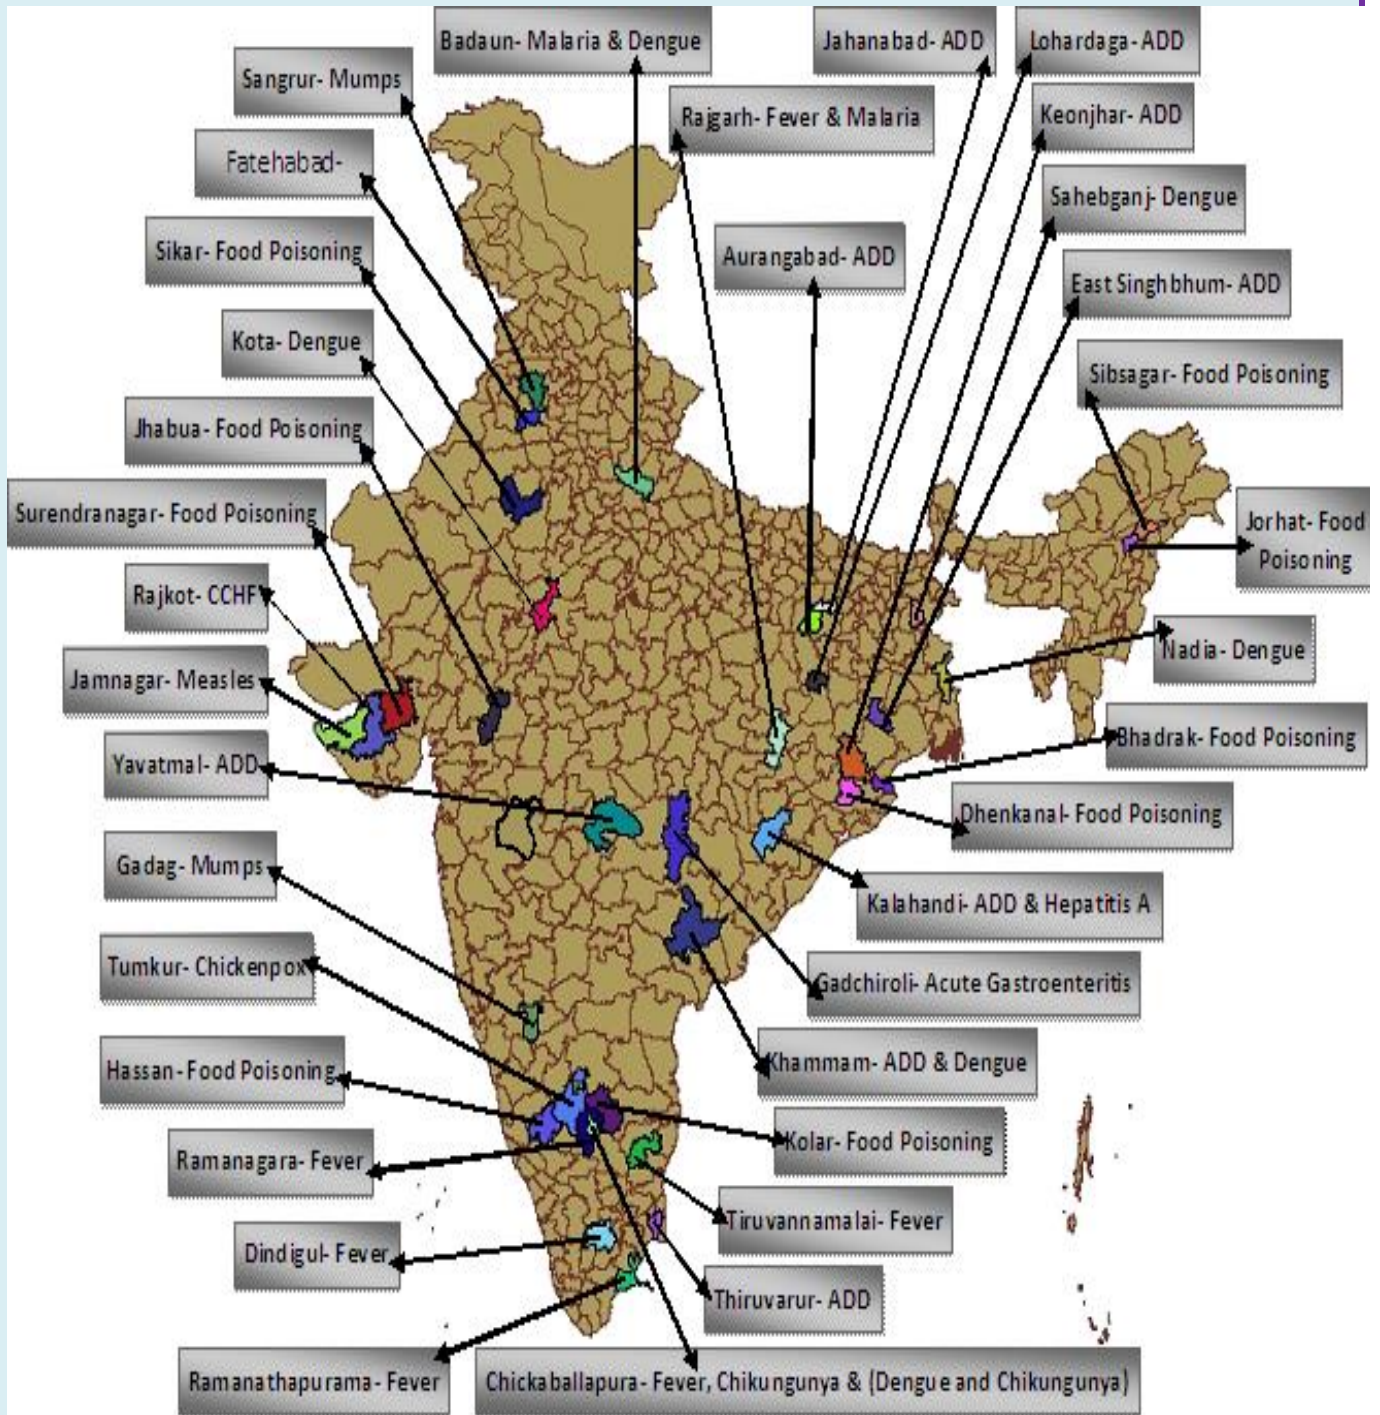 Badaun- Malaria & Dengue
Jahanabad- ADD
Lohardaga- ADD
Sangrur- Mumps
Rajgarh- Fever & Malaria
Keonjhar- ADD
Fatehabad-
Sahebganj- Dengue
Sikar- Food Poisoning
Aurangabad- ADD
East Singhbhum- ADD
Kota- Dengue
Sibsagar- Food Poisoning
Jhabua- Food Poisoning
Surendranagar- Food Poisoning
Jorhat- Food
Poisoning
Rajkot- CCHF
Nadia- Dengue
Jamnagar- Measles
Bhadrak- Food Poisoning
Yavatmal- ADD
Dhenkanal- Food Poisoning
Gadag- Mumps
Kalahandi- ADD & Hepatitis A
Tumkur- Chickenpox
Gadchiroli- Acute Gastroenteritis
Hassan- Food Poisoning
Khammam- ADD & Dengue
Kolar- Food Poisoning
Ramanagara- Fever
Tiruvannamalai- Fever
Dindigul- Fever
Thiruvarur- ADD
Ramanathapurama- Fever
Chickaballapura- Fever, Chikungunya & (Dengue and Chikungunya)